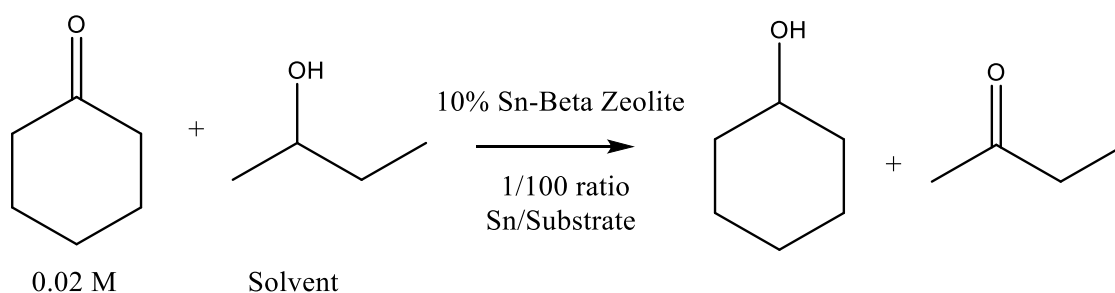 O
+
OH
10% Sn-Beta Zeolite
1/100 ratio
Sn/Substrate
OH
+
O
0.02 M
Solvent